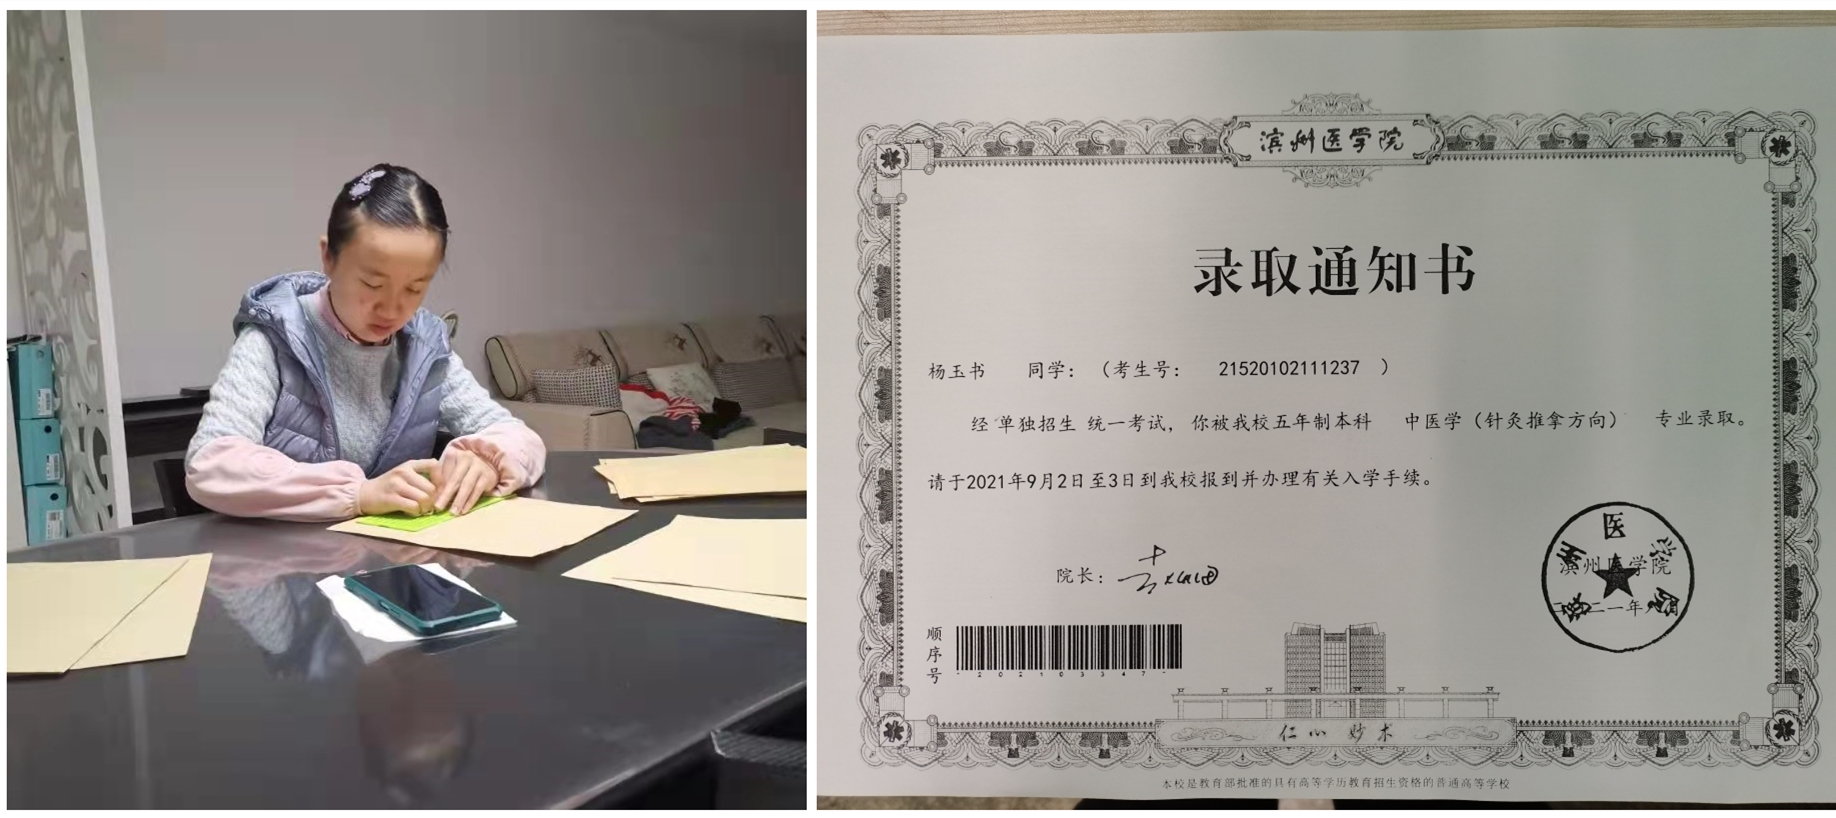 滨州医学院
录取通知书
杨玉书 同学：（考生号： 21520102111237 ）
经 单独招生 统一考试，你被我校五年制本科 中医学（针灸推拿方向） 专业录取。
请于2021年9月2日至3日到我校报到并办理有关入学手续。
院长：
滨州医学院
滨州医学院
顺序号
-202103347-
仁心妙术
本校是教育部批准的具有高等学历教育招生资格的普通高等学校